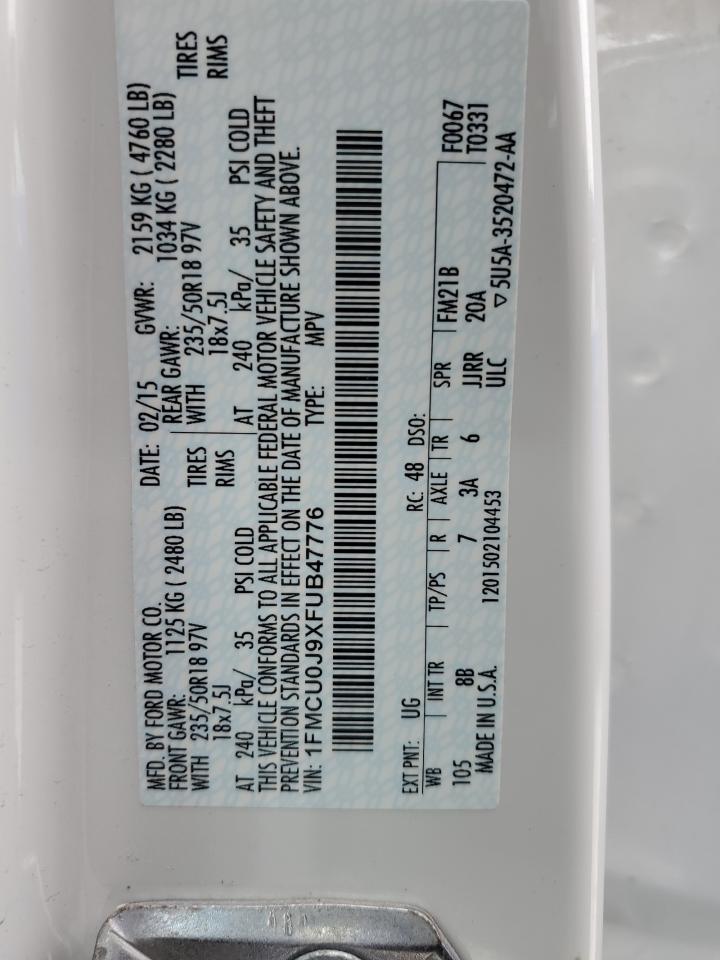 MFD. BY FORD MOTOR CO.
DATE: 02/15 GVWR: 2159 KG ( 4760 LB)
FRONT GAWR: 1125 KG ( 2480 LB) REAR GAWR: 1034 KG ( 2280 LB)
WITH 235/50R18 97V TIRES WITH 235/50R18 97V TIRES
18x7.5J RIMS 18x7.5J RIMS
AT 240 kPa/ 35 PSI COLD AT 240 kPa/ 35 PSI COLD
THIS VEHICLE CONFORMS TO ALL APPLICABLE FEDERAL MOTOR VEHICLE SAFETY AND THEFT
PREVENTION STANDARDS IN EFFECT ON THE DATE OF MANUFACTURE SHOWN ABOVE.
VIN: 1FMCU0J9XFUB47776 TYPE: MPV
EXT PNT: UG RC: 48 DSO: F0067
WB INT TR TP/PS R AXLE TR SPR FM21B T0331
105 8B 7 3A 6 JJRR 20A
MADE IN U.S.A. 1201502104453 ULC ▽5U5A-3520472-AA